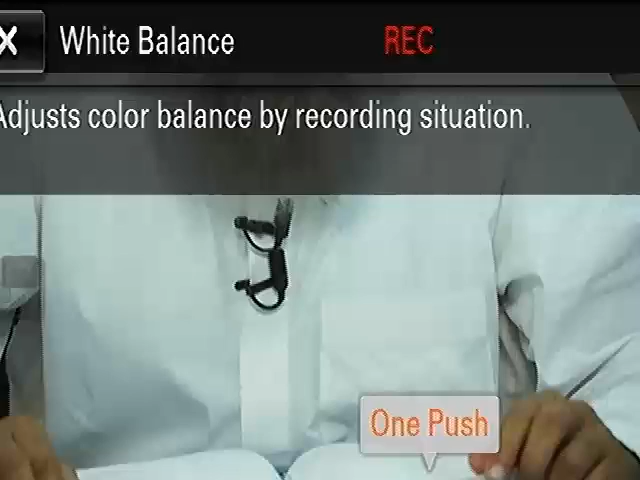 X White Balance REC
Adjusts color balance by recording situation.
One Push